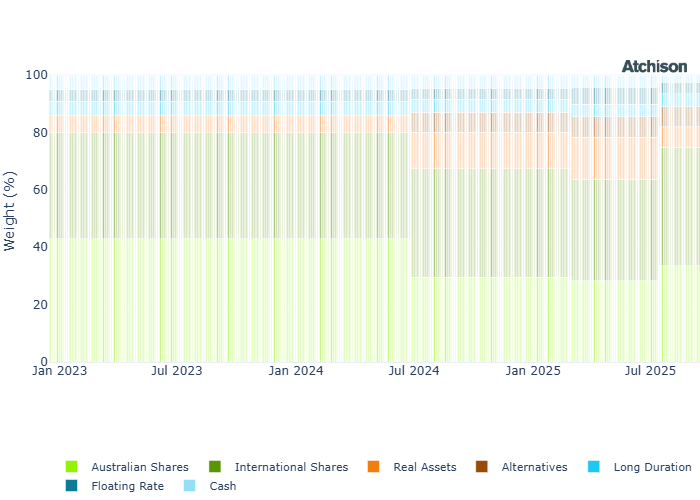 Atchison
100
80
60
40
20
0
Weight (%)
Jan 2023 Jul 2023 Jan 2024 Jul 2024 Jan 2025 Jul 2025
Australian Shares International Shares Real Assets Alternatives Long Duration
Floating Rate Cash